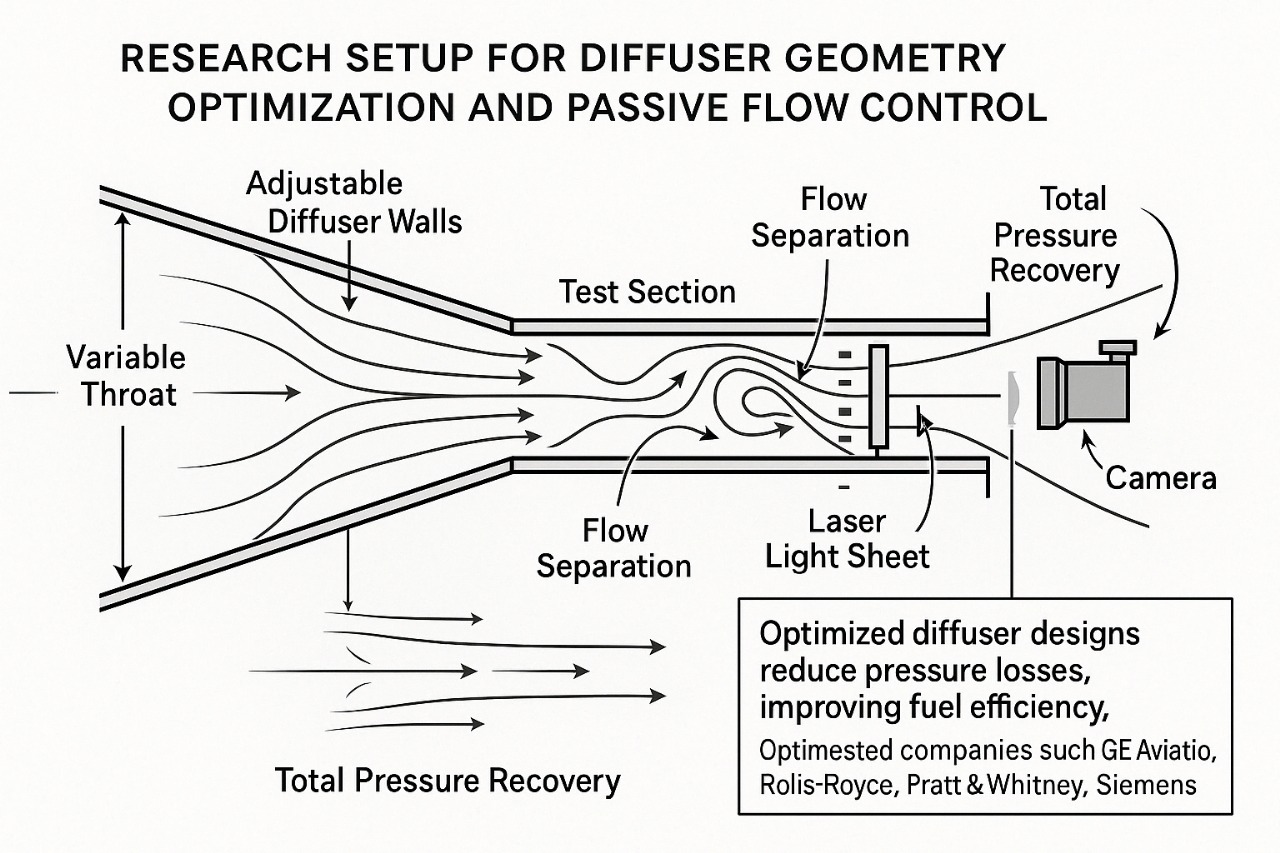 RESEARCH SETUP FOR DIFFUSER GEOMETRY
OPTIMIZATION AND PASSIVE FLOW CONTROL
Adjustable
Diffuser Walls
Flow
Separation
Total
Pressure
Recovery
Test Section
Variable
Throat
Camera
Flow
Separation
Laser
Light Sheet
Total Pressure Recovery
Optimized diffuser designs
reduce pressure losses,
improving fuel efficiency,
Optimested companies such GE Aviatio,
Rolis-Royce, Pratt & Whitney, Siemens